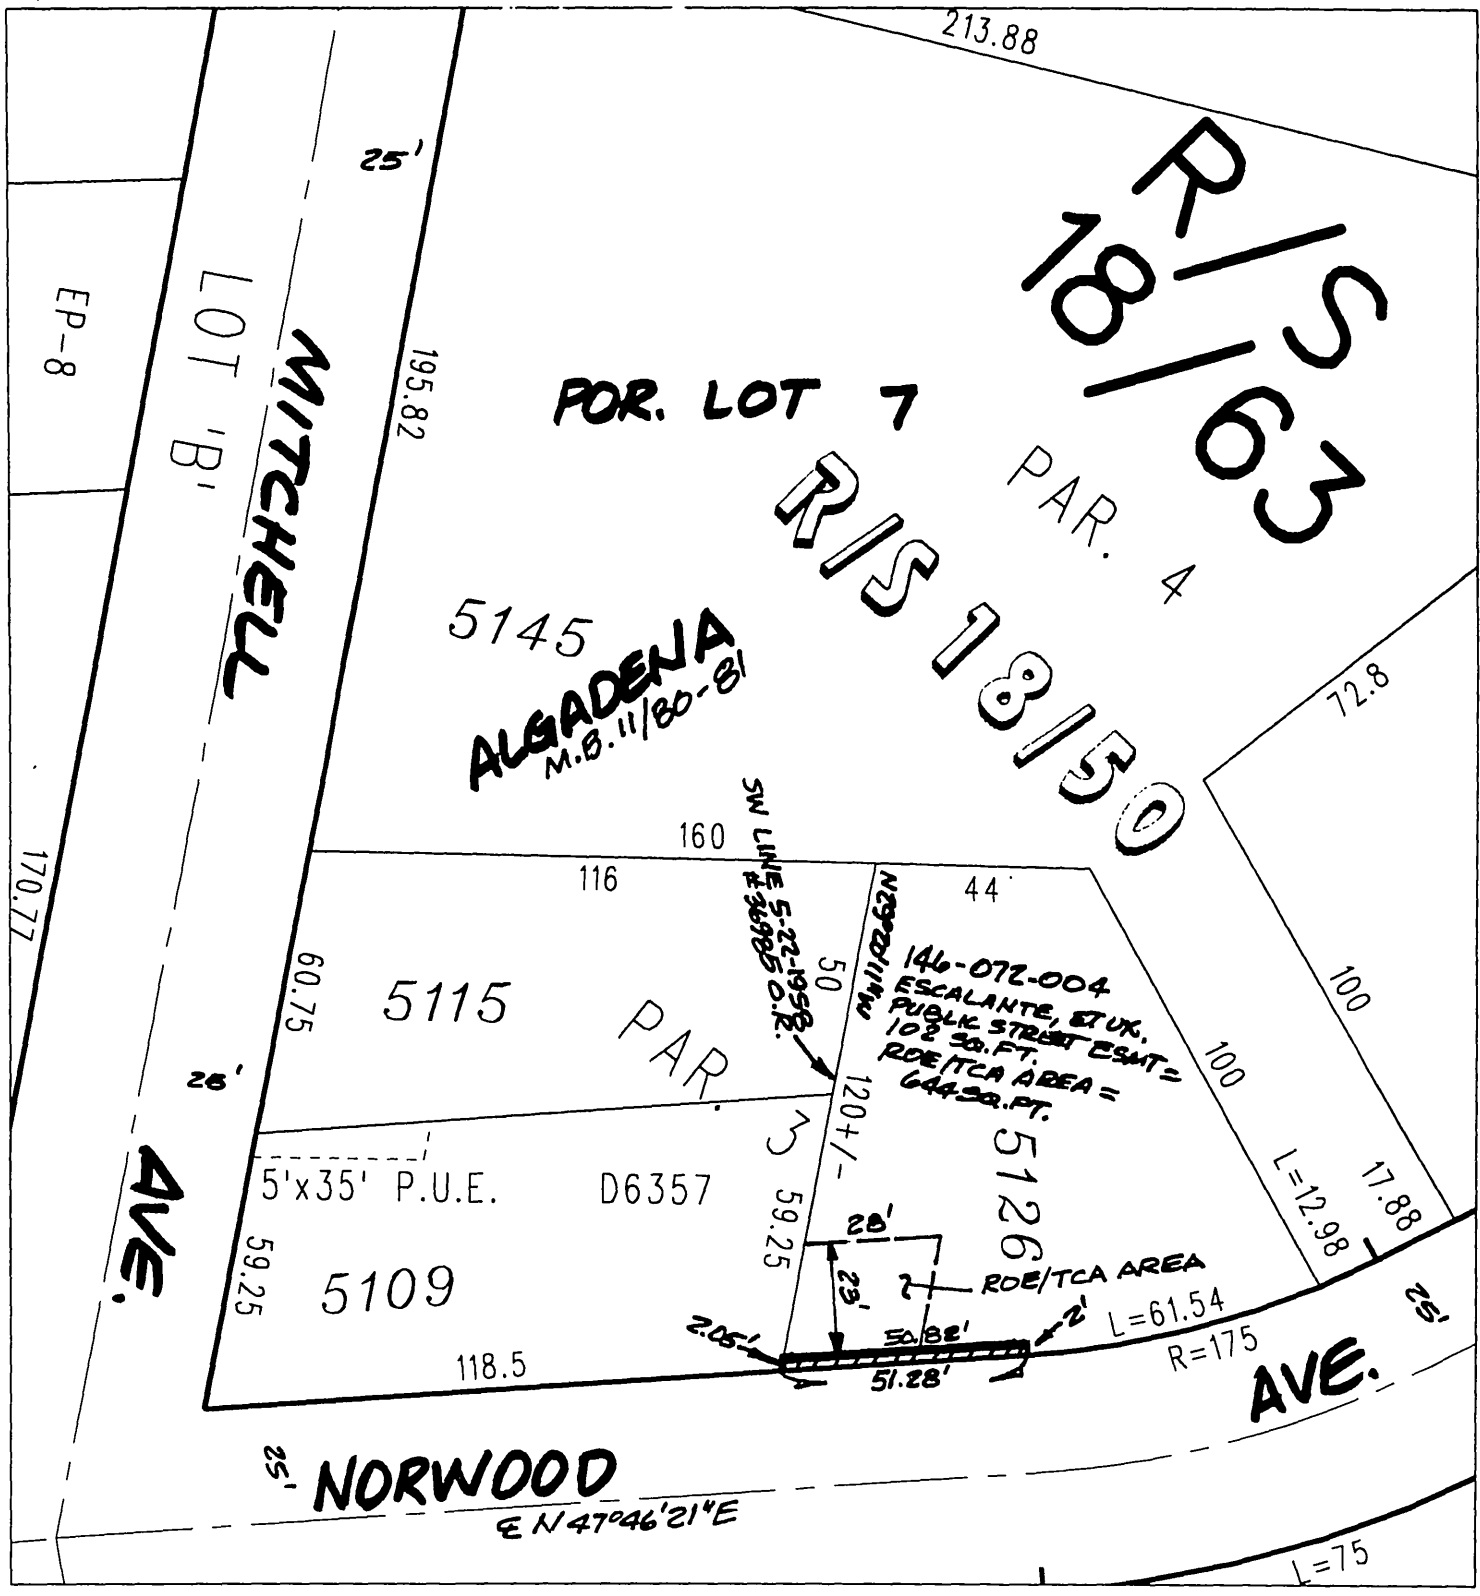 213.88
R/S
18/63
25'
EP-8
LOT 'B'
MITCHELL
AVE.
195.82
POR. LOT 7
PAR. 4
R/S 18/50
5145
ALGADENA
M.B. 11/80-81
72.8
SW LINE 5-22-1958
#36985 O.R.
160
116
44
170.77
60.75
5115
PAR. 3
50
146-072-004
ESCALANTE, ET UX.
PUBLIC STREET ESMT=
102 SQ.FT.
ROE/TCA AREA=
644 SQ.FT.
100
100
25'
120+/-
5126
L=12.98
17.88
5'x35' P.U.E.
D6357
59.25
59.25
28'
23'
ROE/TCA AREA
5109
2.05'
50.82'
2'
L=61.54
R=175
25'
118.5
51.28'
AVE.
25'
NORWOOD
N 47°46'21"E
L=75